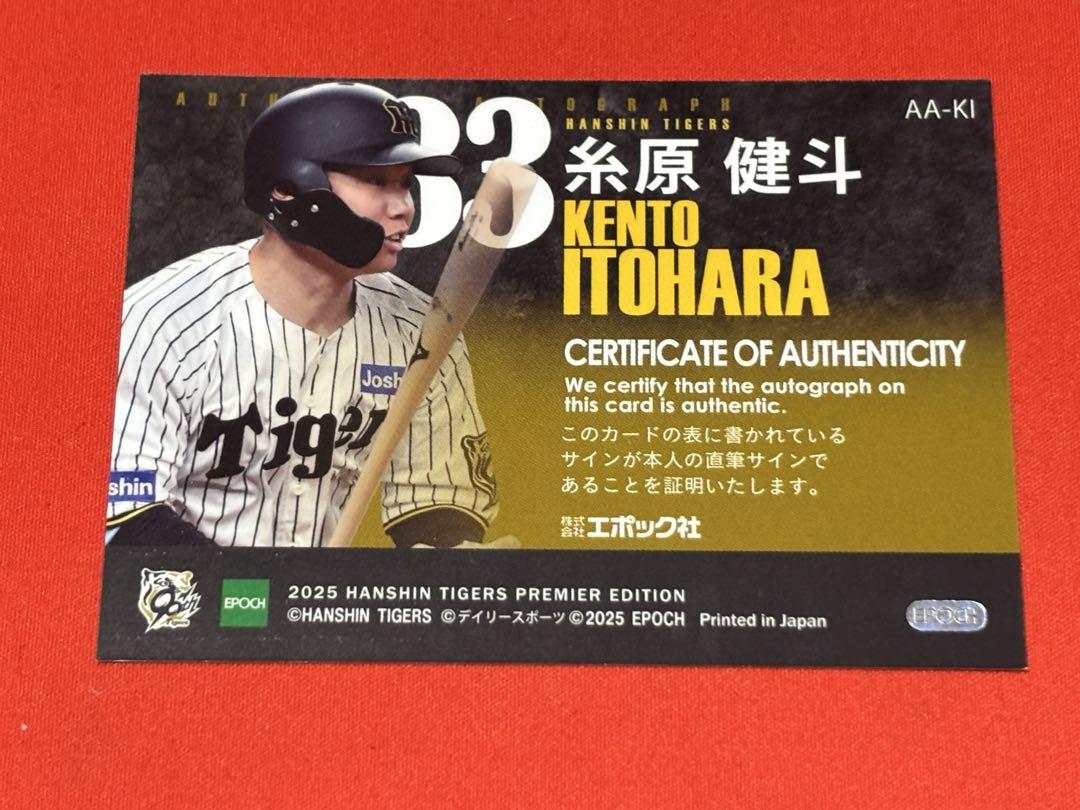 AUTOGRAPH
HANSHIN TIGERS
AA-KI
33
糸原 健斗
KENTO
ITOHARA
CERTIFICATE OF AUTHENTICITY
We certify that the autograph on
this card is authentic.
このカードの表に書かれている
サインが本人の直筆サインで
あることを証明いたします。
株式会社エポック社
Tigers
Josh
shin
90th
Tigers
EPOCH
2025 HANSHIN TIGERS PREMIER EDITION
©HANSHIN TIGERS ©デイリースポーツ ©2025 EPOCH Printed in Japan
EPOCH